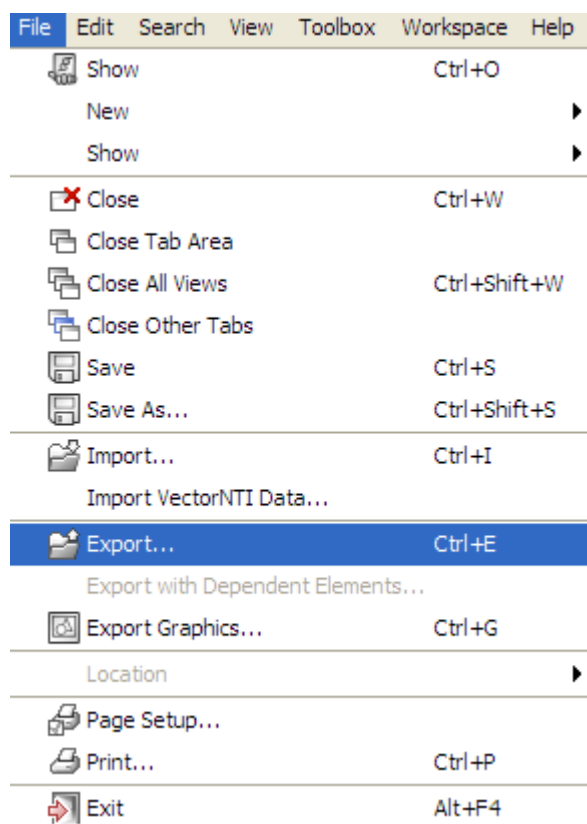 File Edit Search View Toolbox Workspace Help
Show Ctrl+O
New
Show
Close Ctrl+W
Close Tab Area
Close All Views Ctrl+Shift+W
Close Other Tabs
Save Ctrl+S
Save As... Ctrl+Shift+S
Import... Ctrl+I
Import VectorNTI Data...
Export... Ctrl+E
Export with Dependent Elements...
Export Graphics... Ctrl+G
Location
Page Setup...
Print... Ctrl+P
Exit Alt+F4